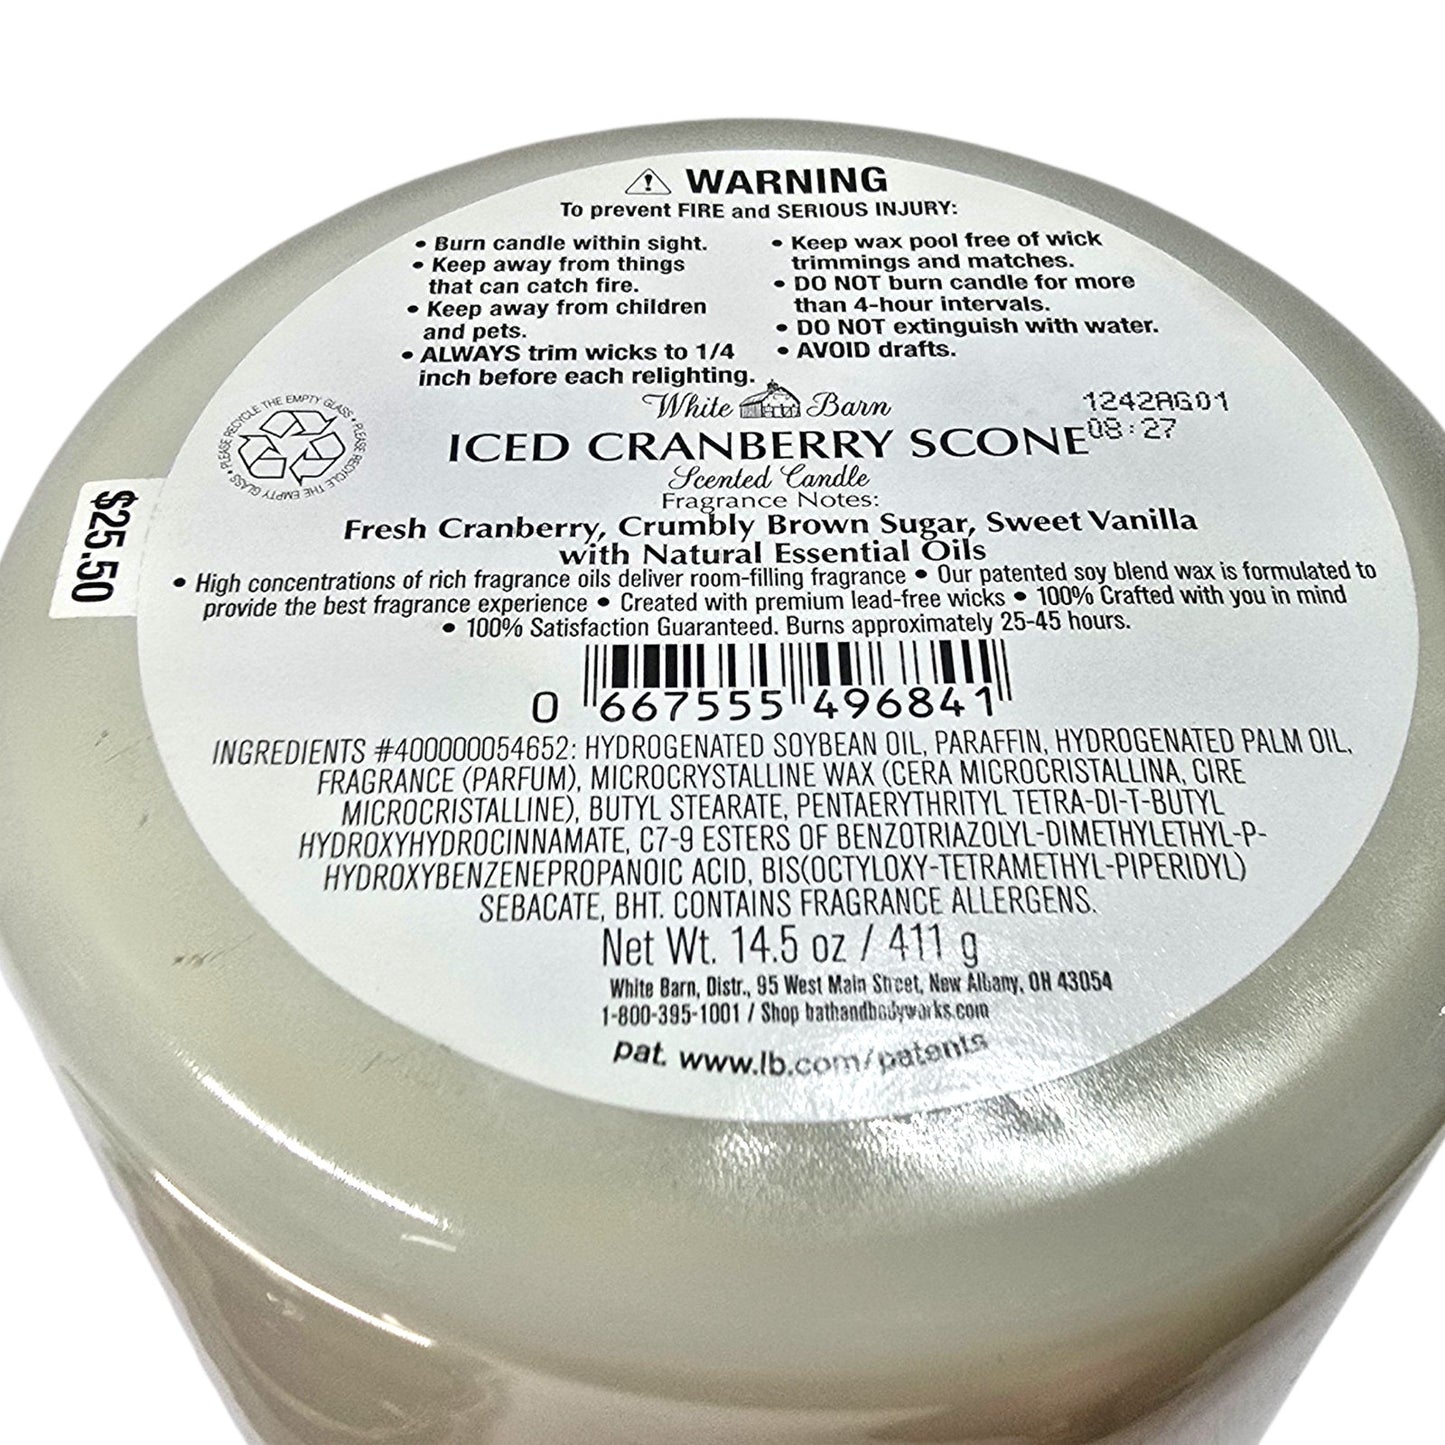 WARNING
To prevent FIRE and SERIOUS INJURY:
• Burn candle within sight.
• Keep away from things
that can catch fire.
• Keep away from children
and pets.
• ALWAYS trim wicks to 1/4
inch before each relighting.
• Keep wax pool free of wick
trimmings and matches.
• DO NOT burn candle for more
than 4-hour intervals.
• DO NOT extinguish with water.
• AVOID drafts.
PLEASE RECYCLE THE EMPTY GLASS • PLEASE RECYCLE THE EMPTY GLASS •
White Barn
1242AG01
08:27
ICED CRANBERRY SCONE
Scented Candle
Fragrance Notes:
Fresh Cranberry, Crumbly Brown Sugar, Sweet Vanilla
with Natural Essential Oils
$25.50
• High concentrations of rich fragrance oils deliver room-filling fragrance • Our patented soy blend wax is formulated to
provide the best fragrance experience • Created with premium lead-free wicks • 100% Crafted with you in mind
• 100% Satisfaction Guaranteed. Burns approximately 25-45 hours.
0 667555 496841
INGREDIENTS #400000054652: HYDROGENATED SOYBEAN OIL, PARAFFIN, HYDROGENATED PALM OIL,
FRAGRANCE (PARFUM), MICROCRYSTALLINE WAX (CERA MICROCRISTALLINA, CIRE
MICROCRISTALLINE), BUTYL STEARATE, PENTAERYTHRITYL TETRA-DI-T-BUTYL
HYDROXYHYDROCINNAMATE, C7-9 ESTERS OF BENZOTRIAZOLYL-DIMETHYLETHYL-P-
HYDROXYBENZENEPROPANOIC ACID, BIS(OCTYLOXY-TETRAMETHYL-PIPERIDYL)
SEBACATE, BHT. CONTAINS FRAGRANCE ALLERGENS.
Net Wt. 14.5 oz / 411 g
White Barn, Distr., 95 West Main Street, New Albany, OH 43054
1-800-395-1001 / Shop bathandbodyworks.com
pat. www.lb.com/patents